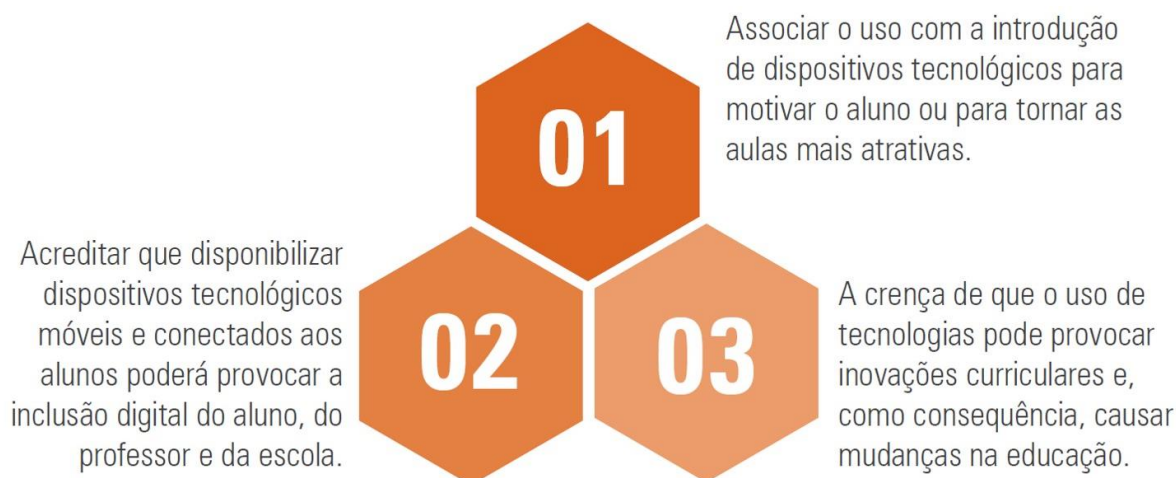 01
Associar o uso com a introdução
de dispositivos tecnológicos para
motivar o aluno ou para tornar as
aulas mais atrativas.
02
Acreditar que disponibilizar
dispositivos tecnológicos
móveis e conectados aos
alunos poderá provocar a
inclusão digital do aluno, do
professor e da escola.
03
A crença de que o uso de
tecnologias pode provocar
inovações curriculares e,
como consequência, causar
mudanças na educação.